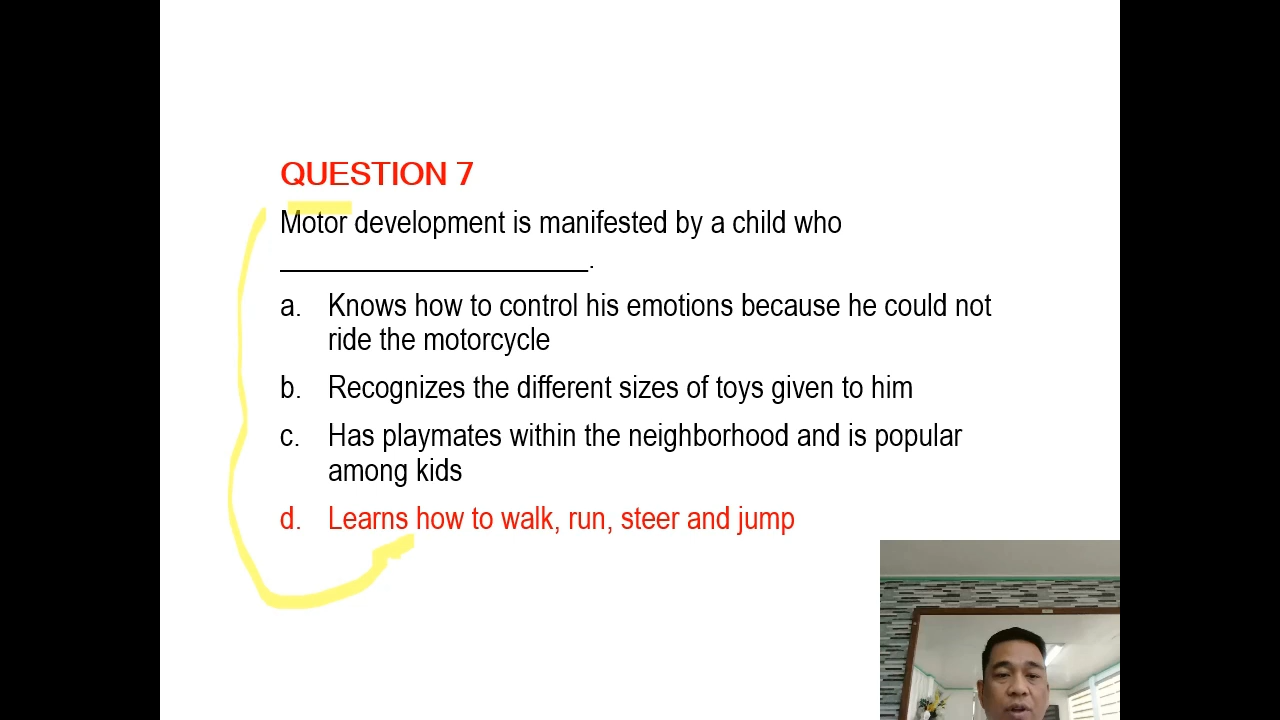 QUESTION 7
Motor development is manifested by a child who
______________________.
a. Knows how to control his emotions because he could not
ride the motorcycle
b. Recognizes the different sizes of toys given to him
c. Has playmates within the neighborhood and is popular
among kids
d. Learns how to walk, run, steer and jump